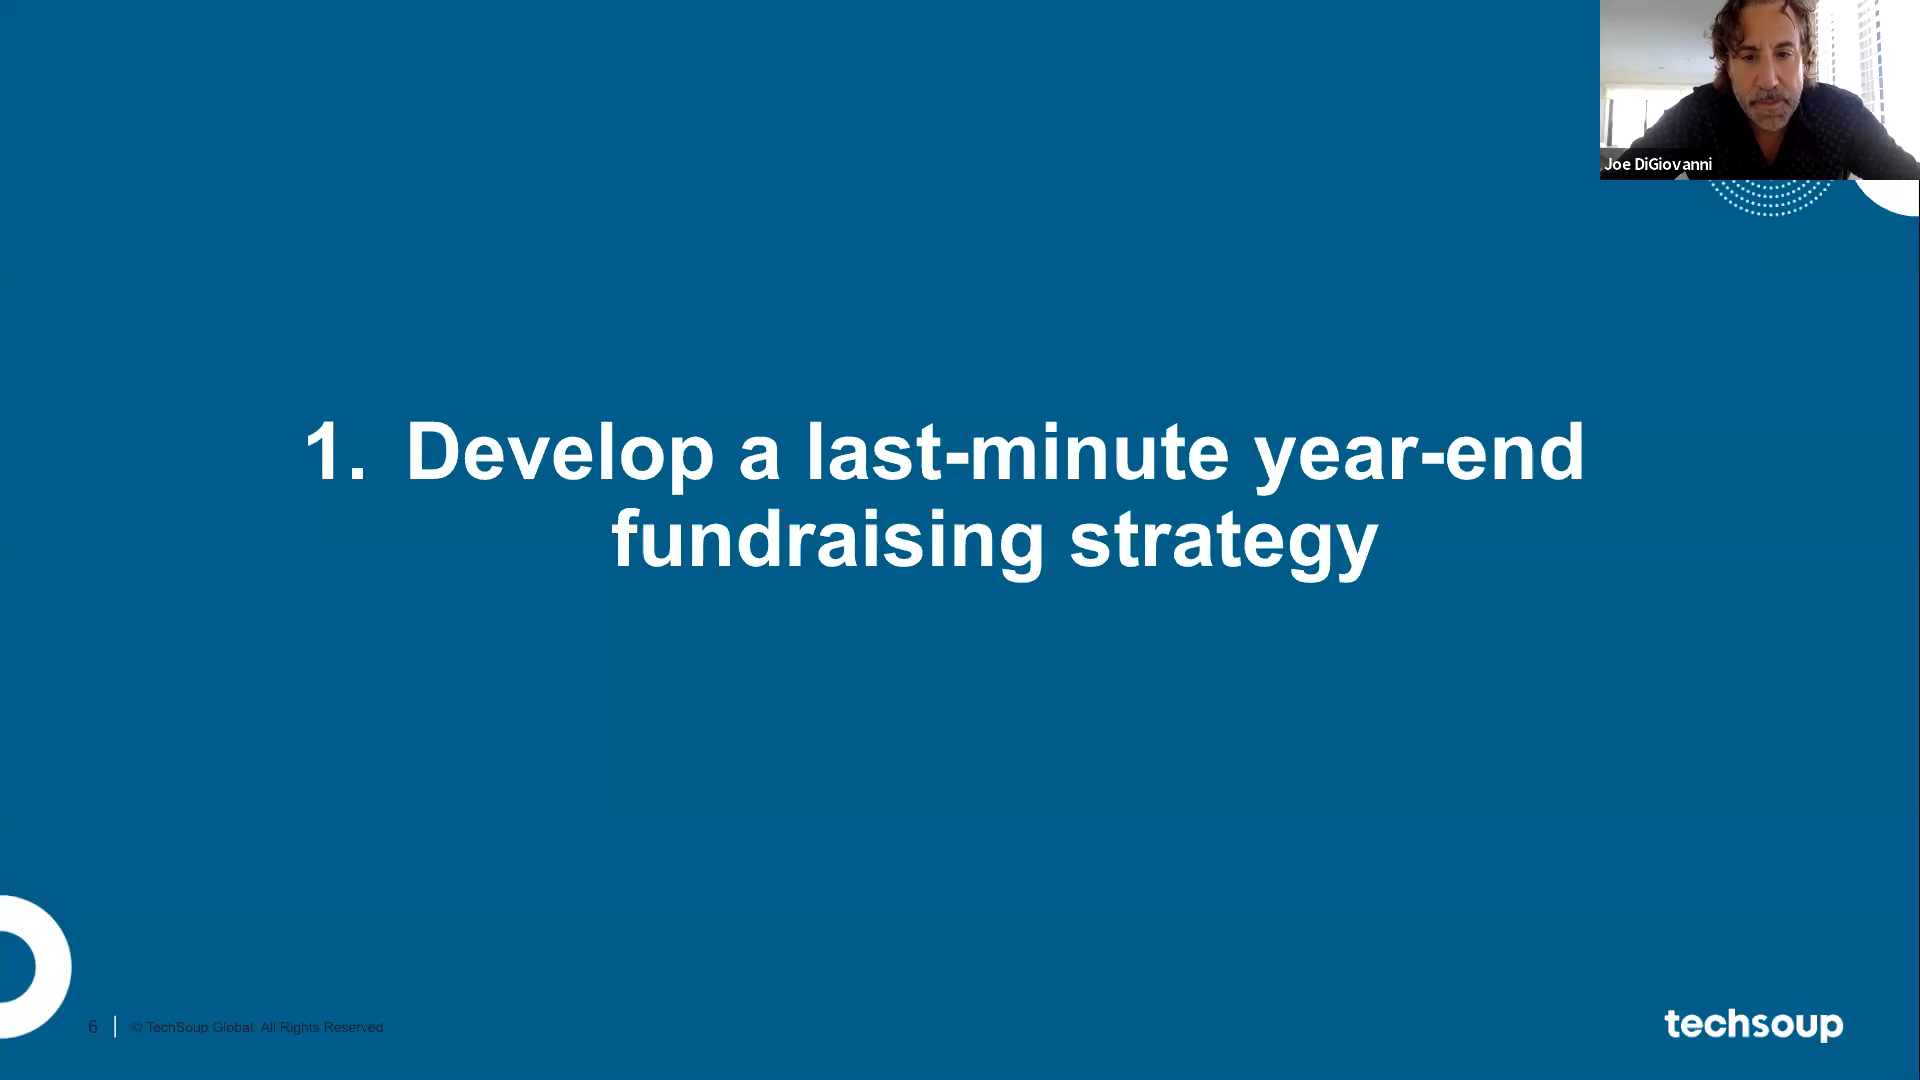 Joe DiGiovanni
1. Develop a last-minute year-end
fundraising strategy
6
© TechSoup Global. All Rights Reserved
techsoup